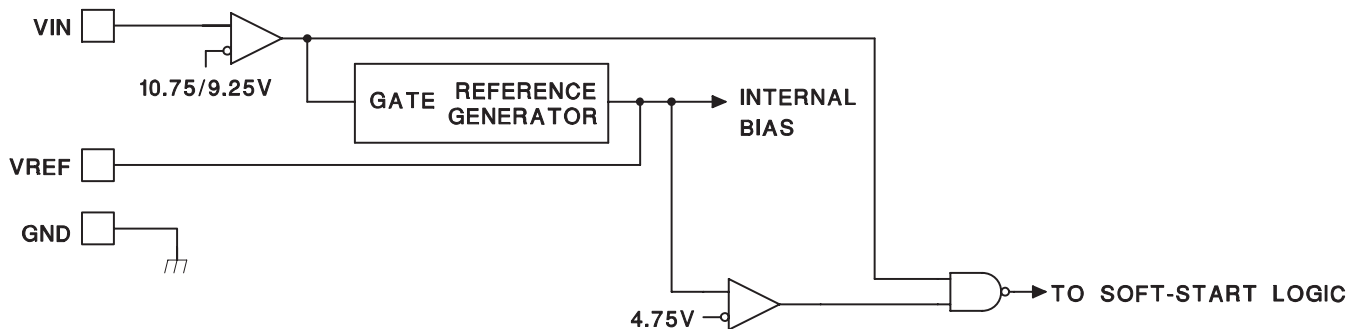 VIN
10.75/9.25V
GATE
REFERENCE
GENERATOR
INTERNAL
BIAS
VREF
GND
4.75V
TO SOFT-START LOGIC